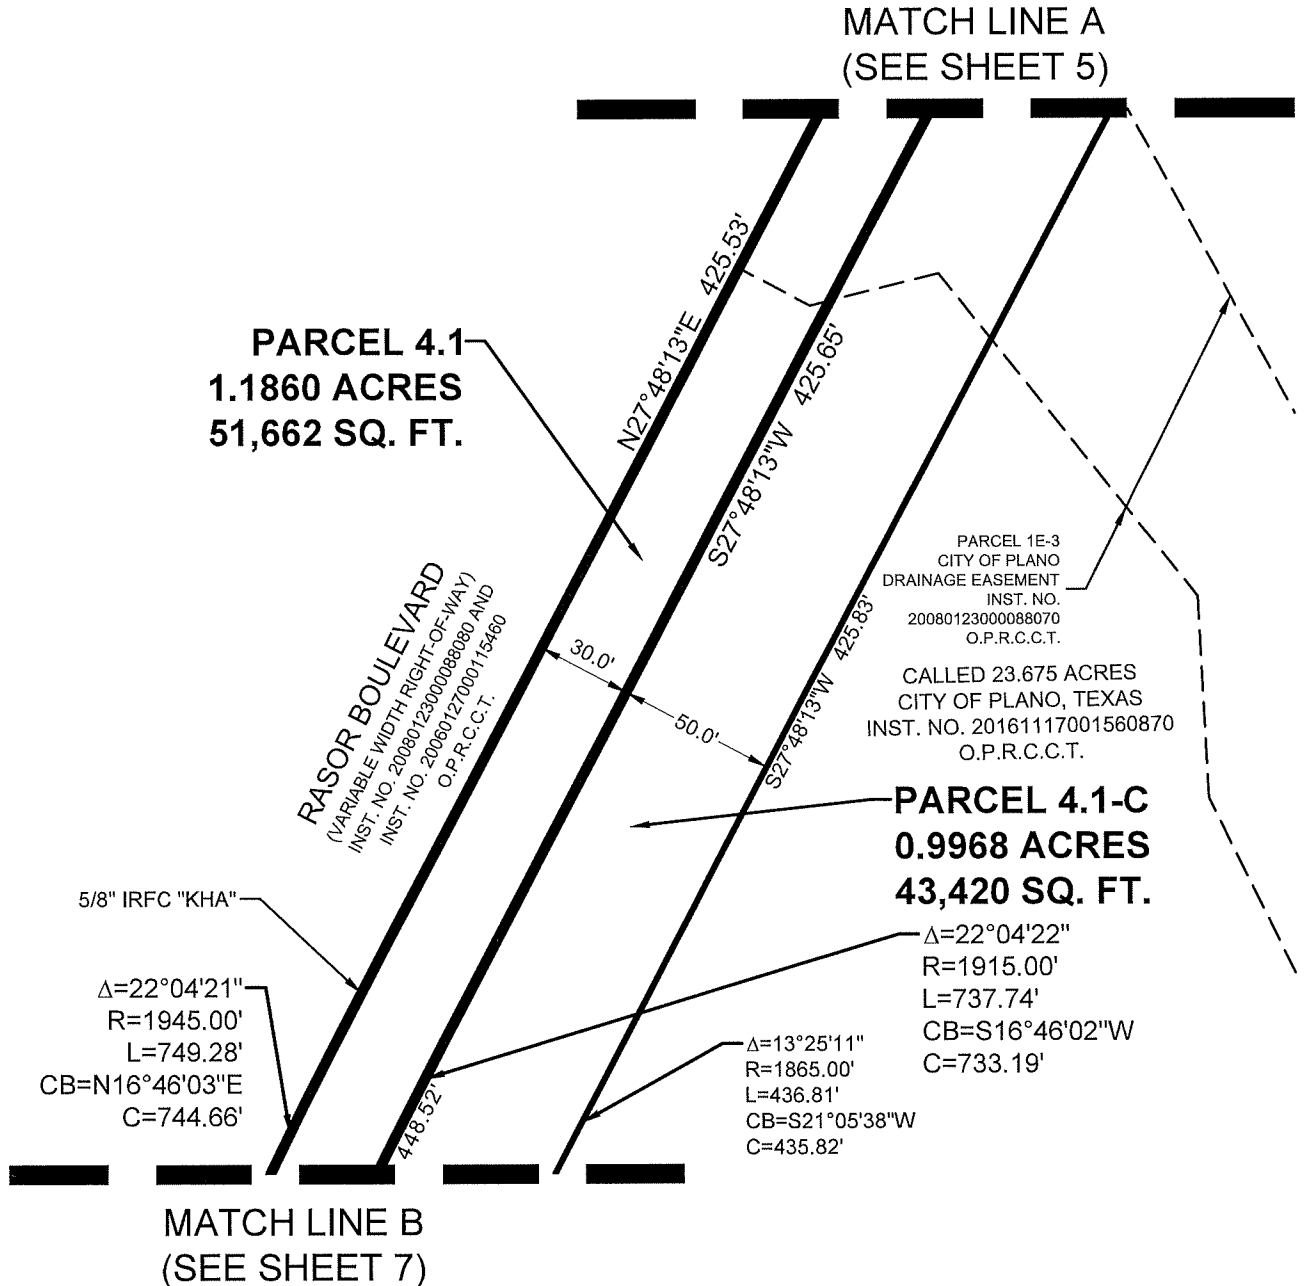 MATCH LINE A
(SEE SHEET 5)
N27°48'13"E 425.53'
PARCEL 4.1
1.1860 ACRES
51,662 SQ. FT.
S27°48'13"W 425.65'
PARCEL 1E-3
CITY OF PLANO
DRAINAGE EASEMENT
INST. NO.
20080123000088070
O.P.R.C.C.T.
RASOR BOULEVARD
(VARIABLE WIDTH RIGHT-OF-WAY)
INST. NO. 20080123000088080 AND
INST. NO. 20060127000115460
O.P.R.C.C.T.
30.0'
50.0'
S27°48'13"W 425.83'
CALLED 23.675 ACRES
CITY OF PLANO, TEXAS
INST. NO. 20161117001560870
O.P.R.C.C.T.
PARCEL 4.1-C
0.9968 ACRES
43,420 SQ. FT.
5/8" IRFC "KHA"
Δ=22°04'21"
R=1945.00'
L=749.28'
CB=N16°46'03"E
C=744.66'
Δ=22°04'22"
R=1915.00'
L=737.74'
CB=S16°46'02"W
C=733.19'
448.52'
Δ=13°25'11"
R=1865.00'
L=436.81'
CB=S21°05'38"W
C=435.82'
MATCH LINE B
(SEE SHEET 7)